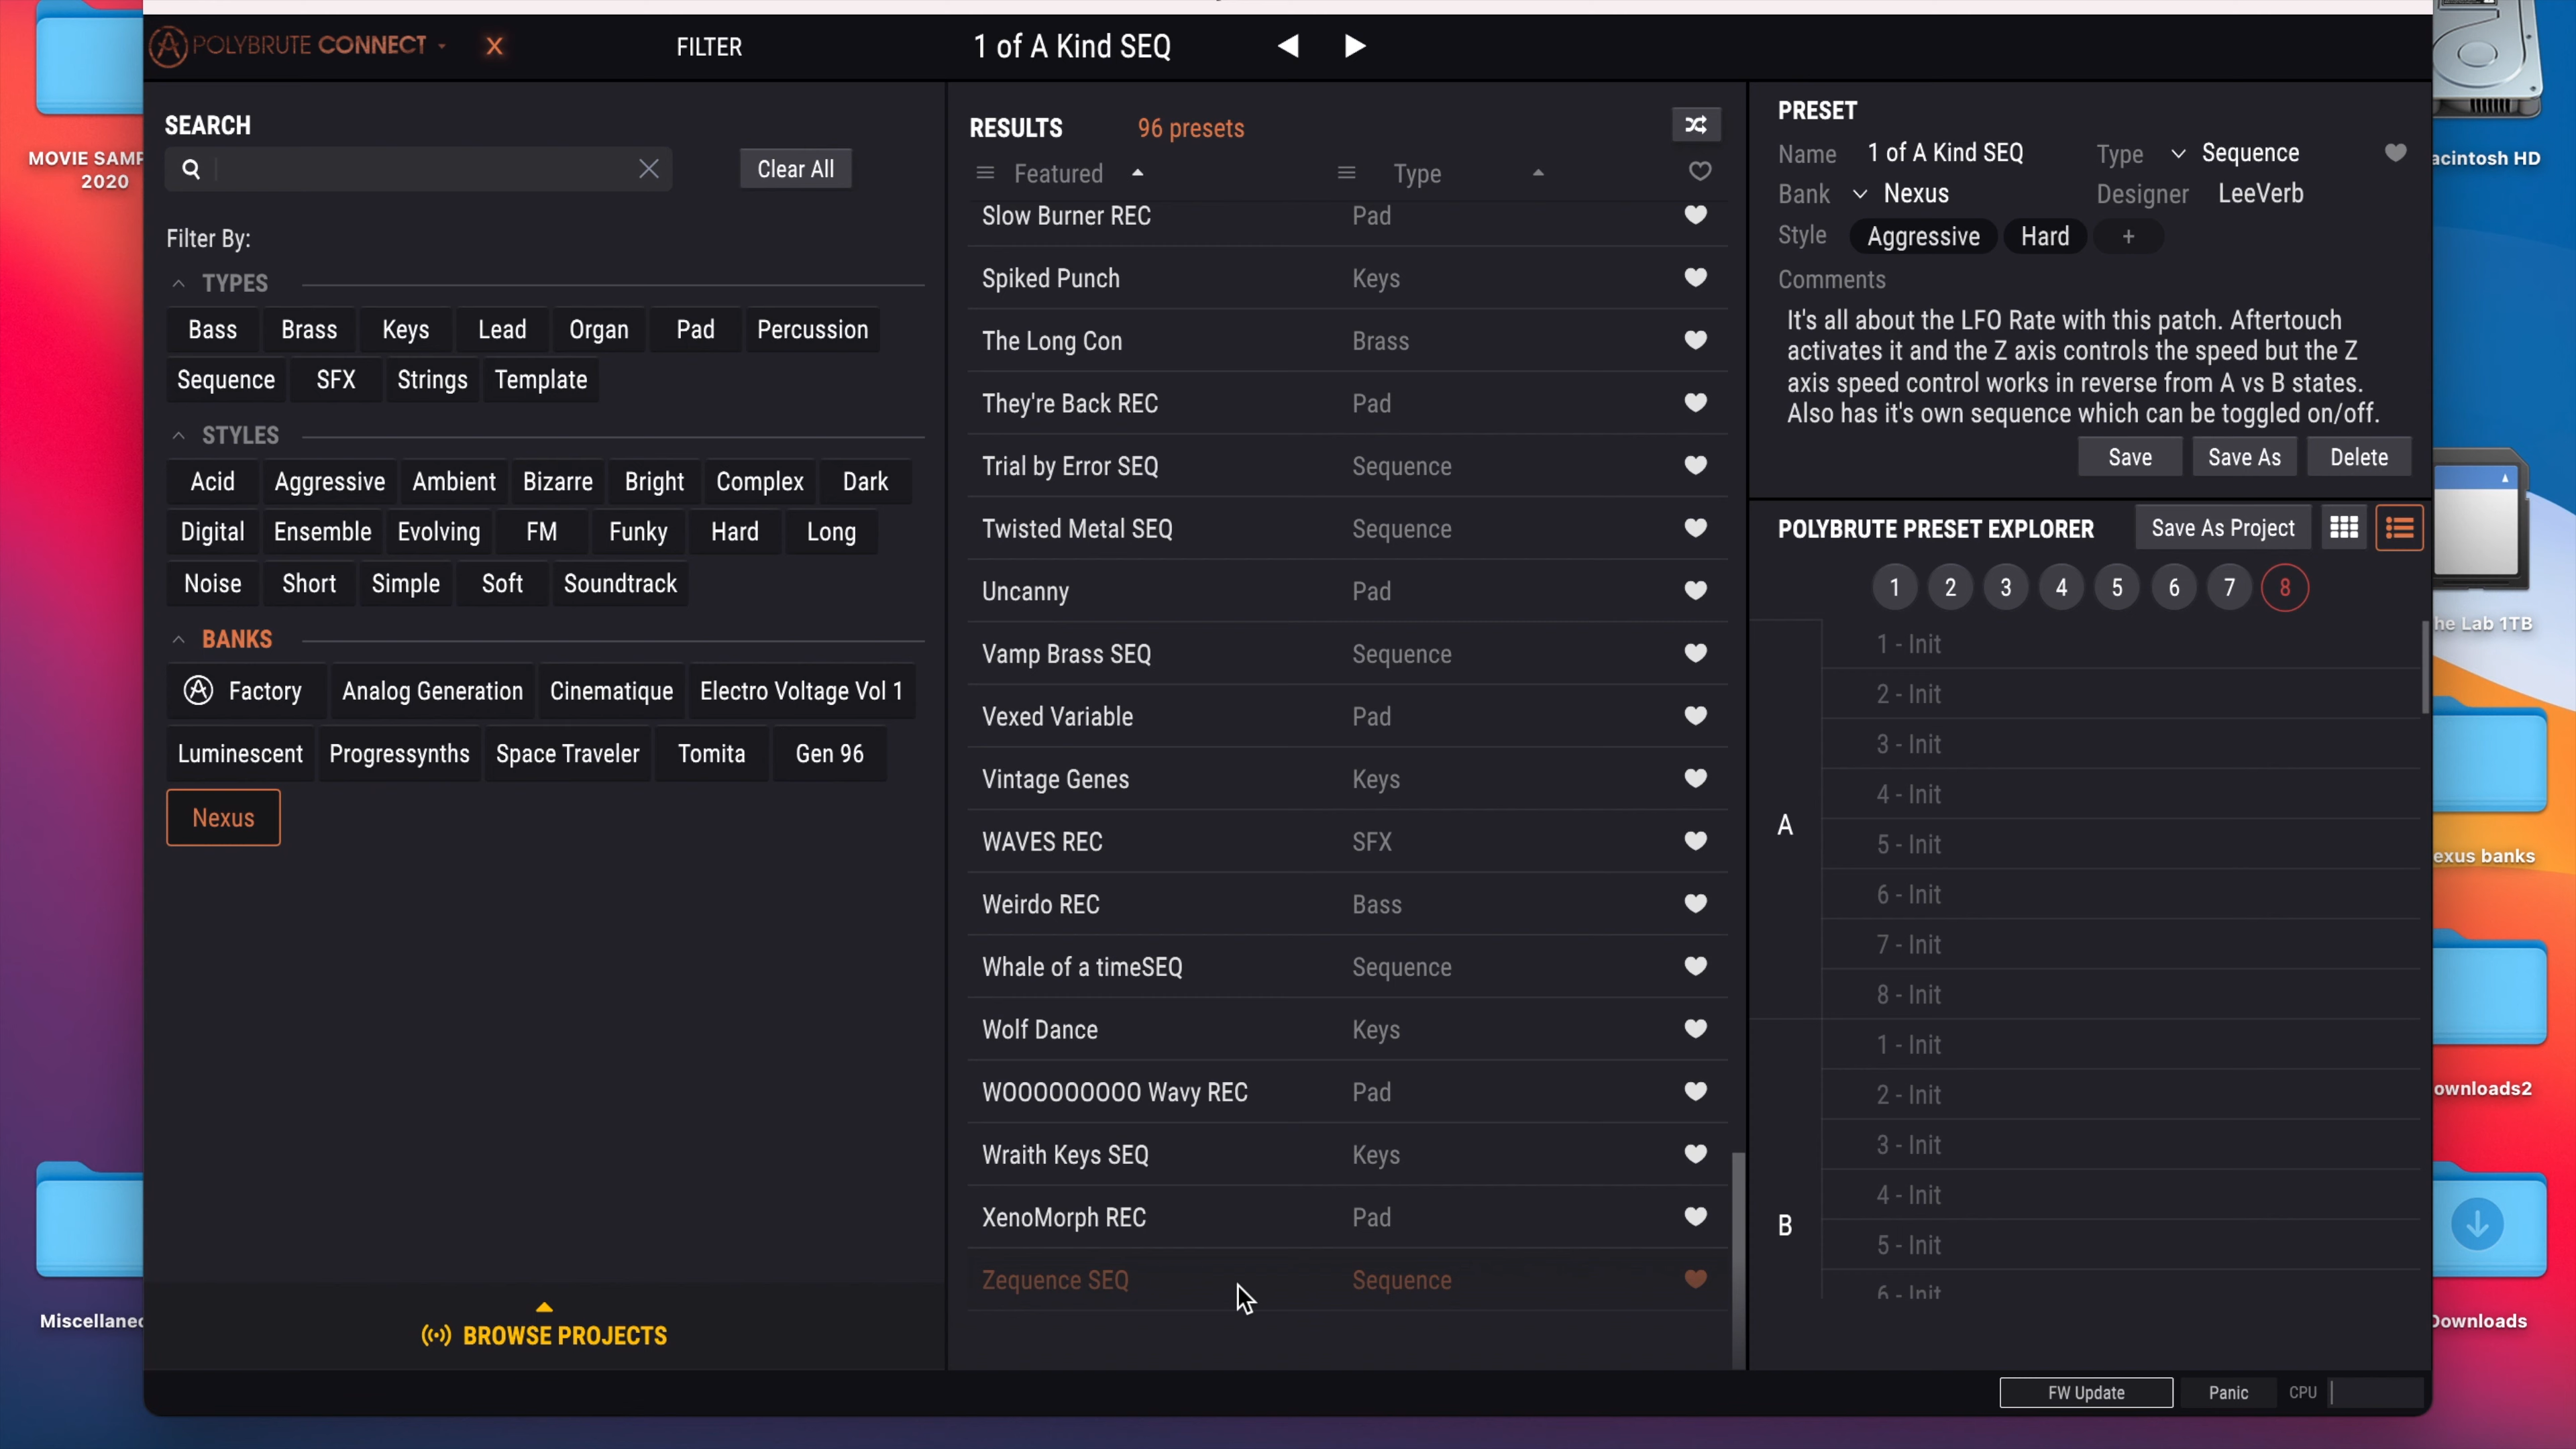 POLYBRUTE CONNECT
X
FILTER
1 of A Kind SEQ
SEARCH
Clear All
Filter By:
TYPES
Bass Brass Keys Lead Organ Pad Percussion
Sequence SFX Strings Template
STYLES
Acid Aggressive Ambient Bizarre Bright Complex Dark
Digital Ensemble Evolving FM Funky Hard Long
Noise Short Simple Soft Soundtrack
BANKS
Factory Analog Generation Cinematique Electro Voltage Vol 1
Luminescent Progressynths Space Traveler Tomita Gen 96
Nexus
BROWSE PROJECTS
RESULTS 96 presets
Featured Type
Slow Burner REC Pad
Spiked Punch Keys
The Long Con Brass
They're Back REC Pad
Trial by Error SEQ Sequence
Twisted Metal SEQ Sequence
Uncanny Pad
Vamp Brass SEQ Sequence
Vexed Variable Pad
Vintage Genes Keys
WAVES REC SFX
Weirdo REC Bass
Whale of a timeSEQ Sequence
Wolf Dance Keys
WOOOOOOOOO Wavy REC Pad
Wraith Keys SEQ Keys
XenoMorph REC Pad
Zequence SEQ Sequence
PRESET
Name 1 of A Kind SEQ Type Sequence
Bank Nexus Designer LeeVerb
Style Aggressive Hard +
Comments
It's all about the LFO Rate with this patch. Aftertouch
activates it and the Z axis controls the speed but the Z
axis speed control works in reverse from A vs B states.
Also has it's own sequence which can be toggled on/off.
Save Save As Delete
POLYBRUTE PRESET EXPLORER Save As Project
1 2 3 4 5 6 7 8
A
1 - Init
2 - Init
3 - Init
4 - Init
5 - Init
6 - Init
7 - Init
8 - Init
B
1 - Init
2 - Init
3 - Init
4 - Init
5 - Init
6 - Init
FW Update Panic CPU
MOVIE SAMP
2020
Miscellanec
acintosh HD
he Lab 1TB
exus banks
ownloads2
Downloads